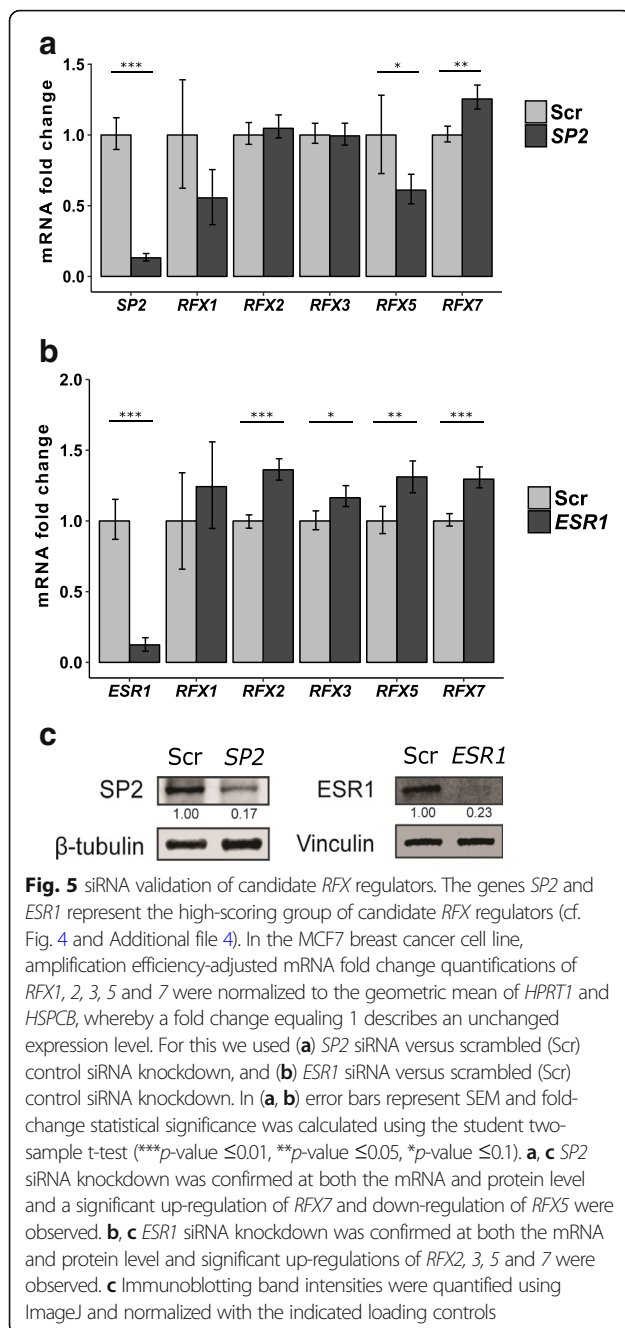 a
1.5
1.0
0.5
0.0
mRNA fold change
***
*
**
Scr
SP2
SP2 RFX1 RFX2 RFX3 RFX5 RFX7
b
2.0
1.5
1.0
0.5
0.0
mRNA fold change
***
***
*
**
***
Scr
ESR1
ESR1 RFX1 RFX2 RFX3 RFX5 RFX7
c
Scr SP2
SP2
1.00 0.17
β-tubulin
Scr ESR1
ESR1
1.00 0.23
Vinculin
Fig. 5 siRNA validation of candidate RFX regulators. The genes SP2 and
ESR1 represent the high-scoring group of candidate RFX regulators (cf.
Fig. 4 and Additional file 4). In the MCF7 breast cancer cell line,
amplification efficiency-adjusted mRNA fold change quantifications of
RFX1, 2, 3, 5 and 7 were normalized to the geometric mean of HPRT1 and
HSPCB, whereby a fold change equaling 1 describes an unchanged
expression level. For this we used (a) SP2 siRNA versus scrambled (Scr)
control siRNA knockdown, and (b) ESR1 siRNA versus scrambled (Scr)
control siRNA knockdown. In (a, b) error bars represent SEM and fold-
change statistical significance was calculated using the student two-
sample t-test (***p-value ≤0.01, **p-value ≤0.05, *p-value ≤0.1). a, c SP2
siRNA knockdown was confirmed at both the mRNA and protein level
and a significant up-regulation of RFX7 and down-regulation of RFX5 were
observed. b, c ESR1 siRNA knockdown was confirmed at both the mRNA
and protein level and significant up-regulations of RFX2, 3, 5 and 7 were
observed. c Immunoblotting band intensities were quantified using
ImageJ and normalized with the indicated loading controls